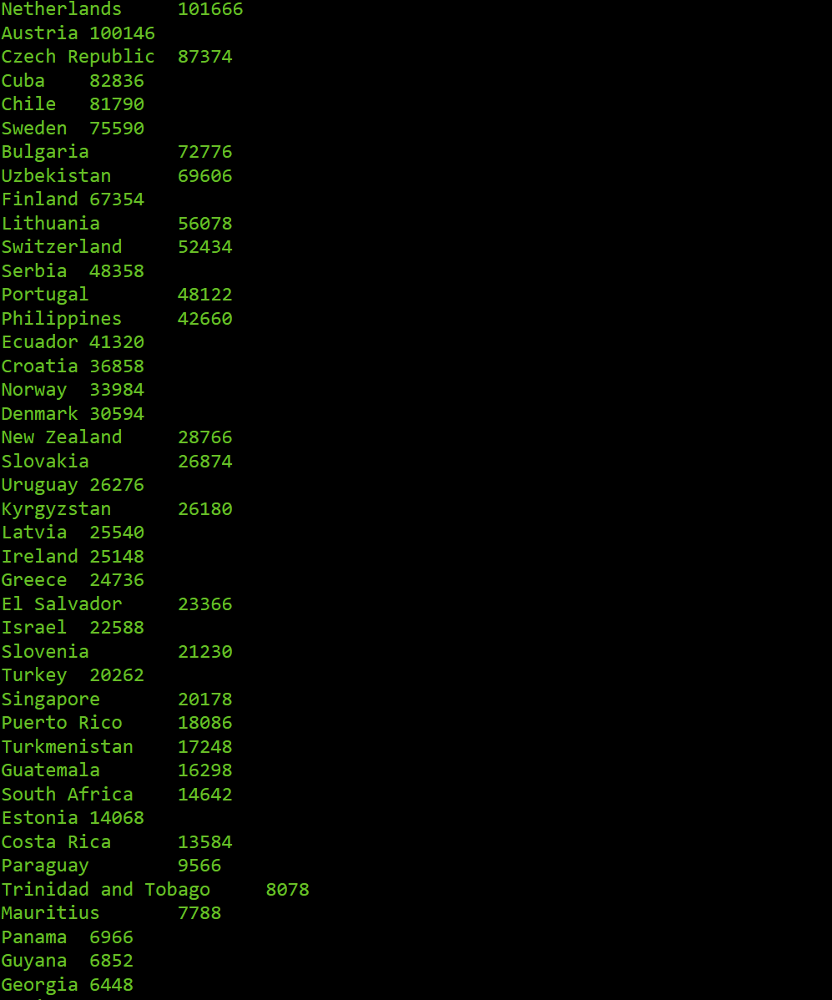 Netherlands 101666
Austria 100146
Czech Republic 87374
Cuba 82836
Chile 81790
Sweden 75590
Bulgaria 72776
Uzbekistan 69606
Finland 67354
Lithuania 56078
Switzerland 52434
Serbia 48358
Portugal 48122
Philippines 42660
Ecuador 41320
Croatia 36858
Norway 33984
Denmark 30594
New Zealand 28766
Slovakia 26874
Uruguay 26276
Kyrgyzstan 26180
Latvia 25540
Ireland 25148
Greece 24736
El Salvador 23366
Israel 22588
Slovenia 21230
Turkey 20262
Singapore 20178
Puerto Rico 18086
Turkmenistan 17248
Guatemala 16298
South Africa 14642
Estonia 14068
Costa Rica 13584
Paraguay 9566
Trinidad and Tobago 8078
Mauritius 7788
Panama 6966
Guyana 6852
Georgia 6448